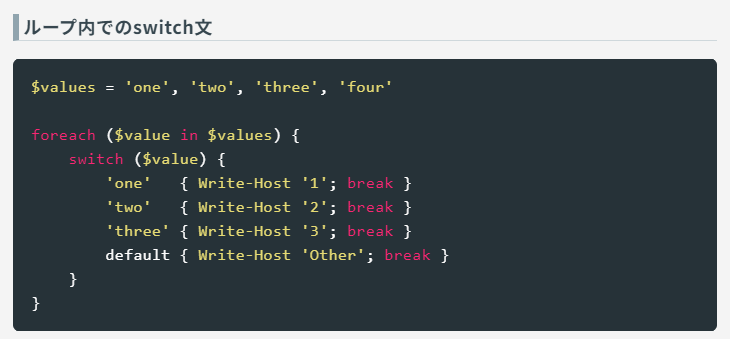 ループ内でのswitch文
$values = 'one', 'two', 'three', 'four'
foreach ($value in $values) {
    switch ($value) {
        'one'   { Write-Host '1'; break }
        'two'   { Write-Host '2'; break }
        'three' { Write-Host '3'; break }
        default { Write-Host 'Other'; break }
    }
}